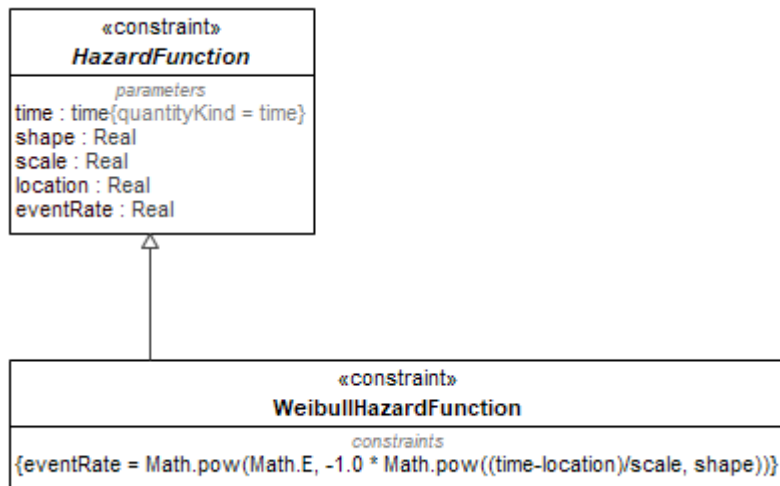 «constraint»
HazardFunction
parameters
time : time{quantityKind = time}
shape : Real
scale : Real
location : Real
eventRate : Real
«constraint»
WeibullHazardFunction
constraints
{eventRate = Math.pow(Math.E, -1.0 * Math.pow((time-location)/scale, shape))}